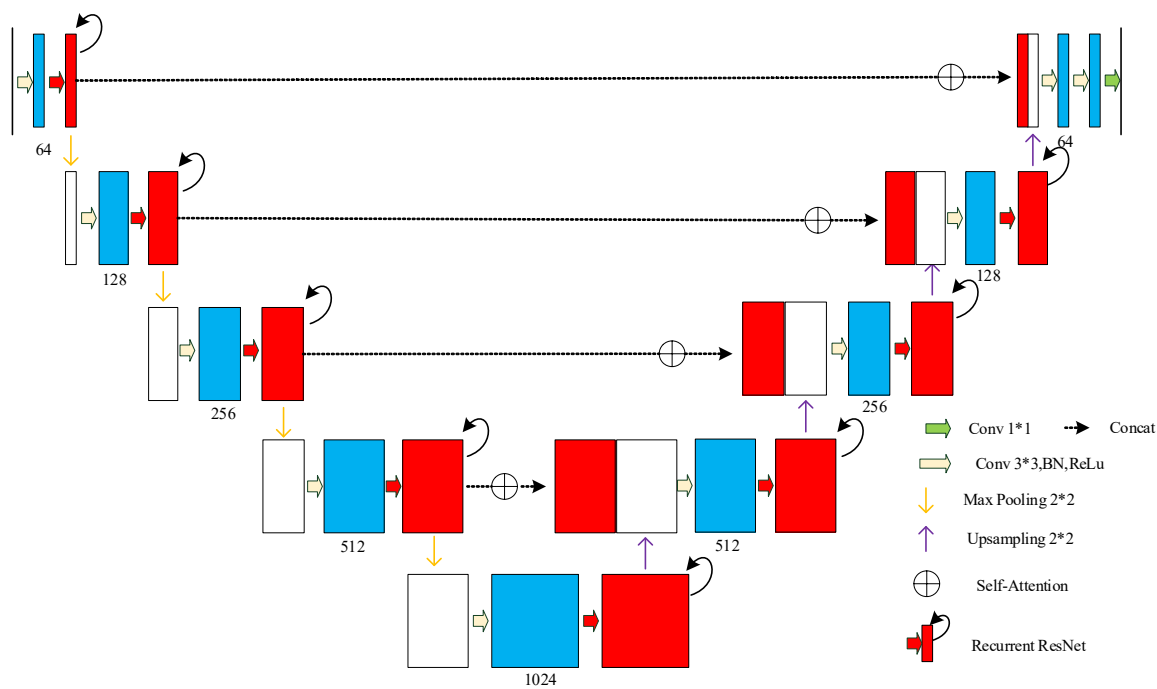 64
64
128
128
256
256
Conv 1*1
Concat
Conv 3*3,BN,ReLu
Max Pooling 2*2
512
512
Upsampling 2*2
Self-Attention
Recurrent ResNet
1024